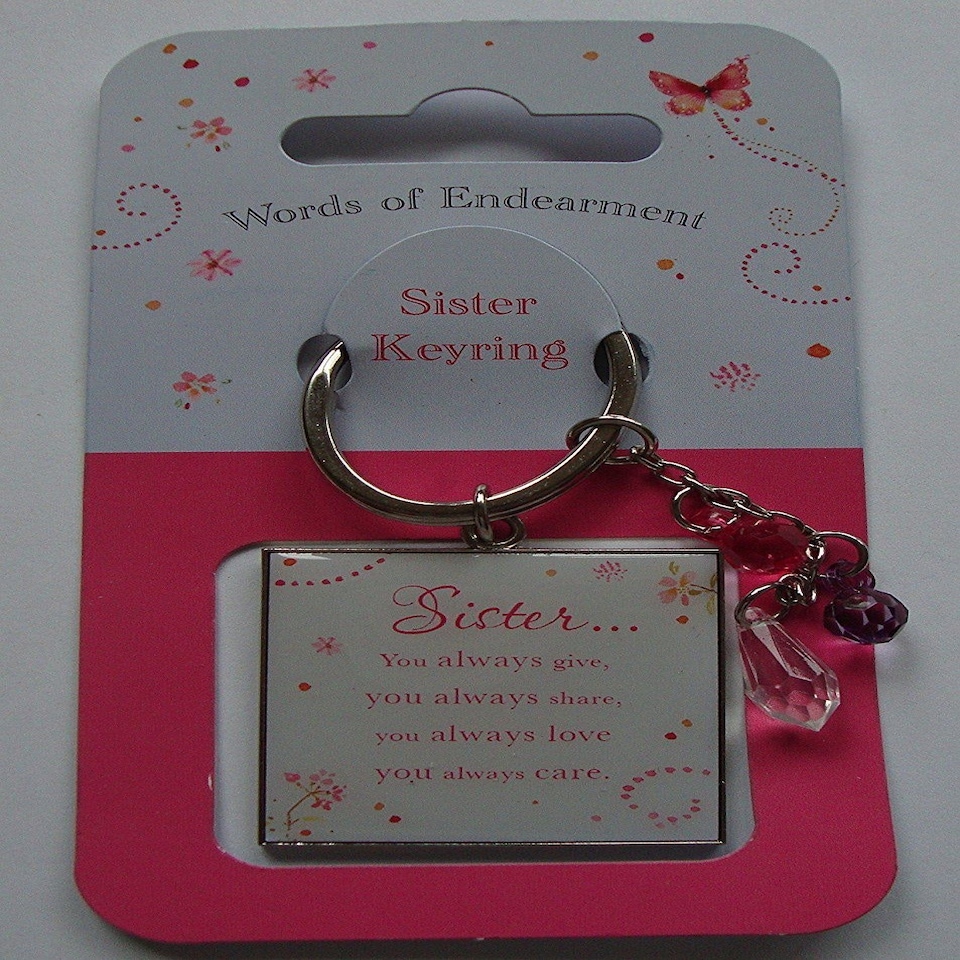 Words of Endearment
Sister
Keyring
Sister...
You always give,
you always share,
you always love
you always care.